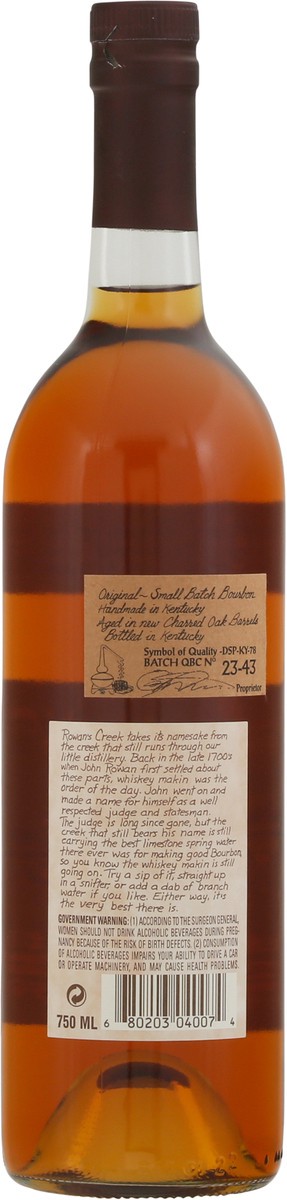 Original~ Small Batch Bourbon
Handmade in Kentucky
Aged in new Charred Oak Barrels
Bottled in Kentucky
Symbol of Quality -DSP-KY-78
BATCH QBC Nº 23-43
Proprietor
Rowan's Creek takes its namesake from
the creek that still runs through our
little distillery. Back in the late 1700's
when John Rowan first settled about
these parts, whiskey makin was the
order of the day. John went on and
made a name for himself as a well
respected judge and statesman.
The judge is long since gone, but the
creek that still bears his name is still
carrying the best limestone spring water
there ever was for making good Bourbon,
so you know the whiskey makin is still
going on. Try a sip of it, straight up
in a snifter, or add a dab of branch
water if you like. Either way, it's
the very best there is.
GOVERNMENT WARNING: (1) ACCORDING TO THE SURGEON GENERAL,
WOMEN SHOULD NOT DRINK ALCOHOLIC BEVERAGES DURING PREG-
NANCY BECAUSE OF THE RISK OF BIRTH DEFECTS. (2) CONSUMPTION
OF ALCOHOLIC BEVERAGES IMPAIRS YOUR ABILITY TO DRIVE A CAR
OR OPERATE MACHINERY, AND MAY CAUSE HEALTH PROBLEMS.
750 ML
6 80203 04007 4